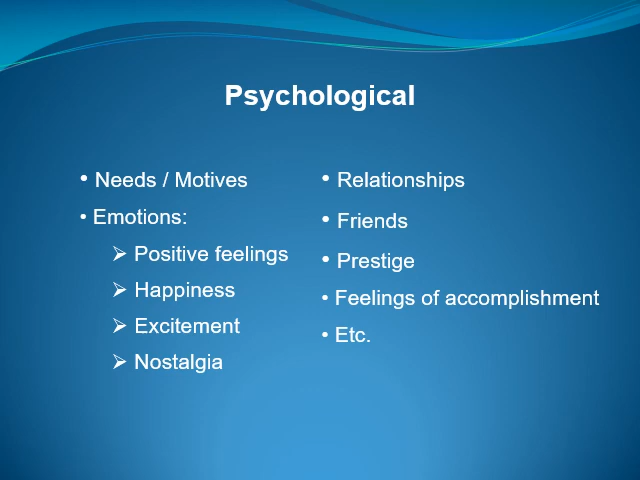 Psychological
• Needs / Motives
• Emotions:
➢ Positive feelings
➢ Happiness
➢ Excitement
➢ Nostalgia
• Relationships
• Friends
• Prestige
• Feelings of accomplishment
• Etc.